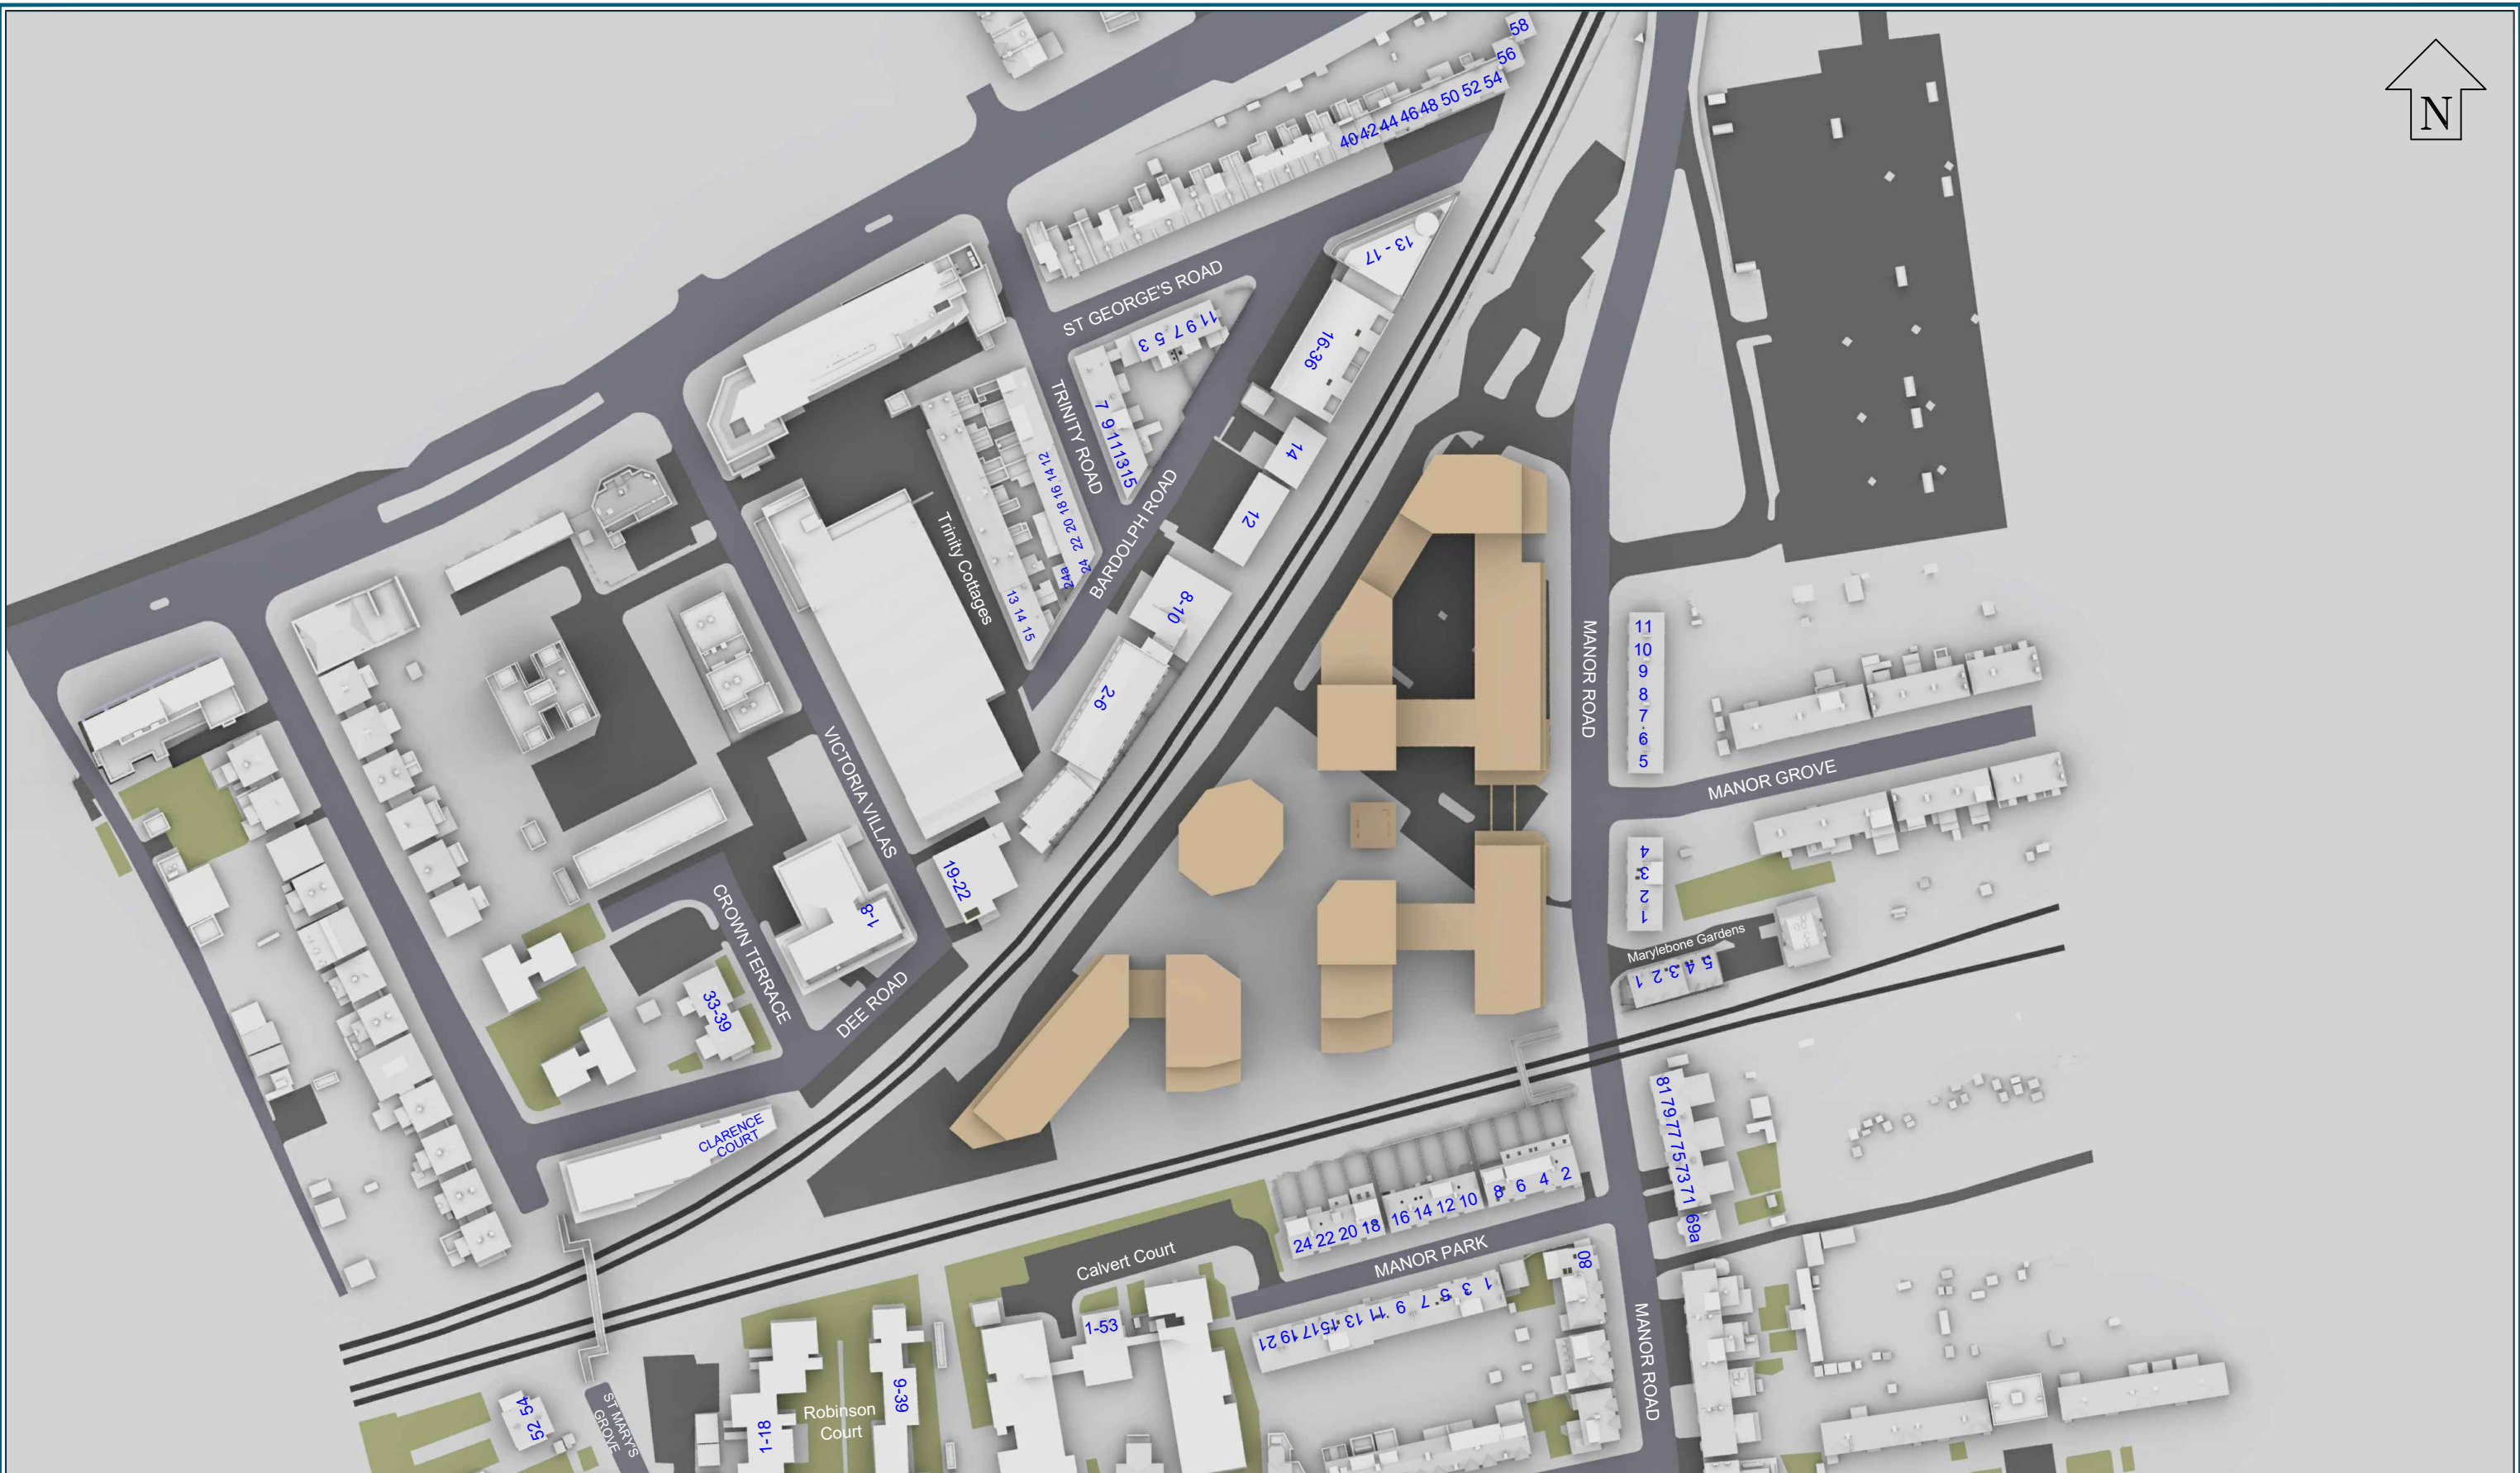 N
58
56
40 42 44 46 48 50 52 54
13 - 17
ST GEORGE'S ROAD
3 5 7 9 11
16-36
TRINITY ROAD
7 9 11 13 15
14
12 14 16 18 20 22 24 24a
12
BARDOLPH ROAD
Trinity Cottages
13 14 15
8-10
2-6
VICTORIA VILLAS
MANOR ROAD
11
10
9
8
7
6
5
MANOR GROVE
4
3
2
1
19-22
1-8
CROWN TERRACE
DEE ROAD
33-39
Marylebone Gardens
1 2 3 4 5
CLARENCE
COURT
81 79 77 75 73 71
69a
24 22 20 18 16 14 12 10 8 6 4 2
MANOR PARK
Calvert Court
80
21 19 17 15 13 11 9 7 5 3 1
1-53
MANOR ROAD
9-39
Robinson
Court
1-18
52 54
ST MARY'S
GROVE